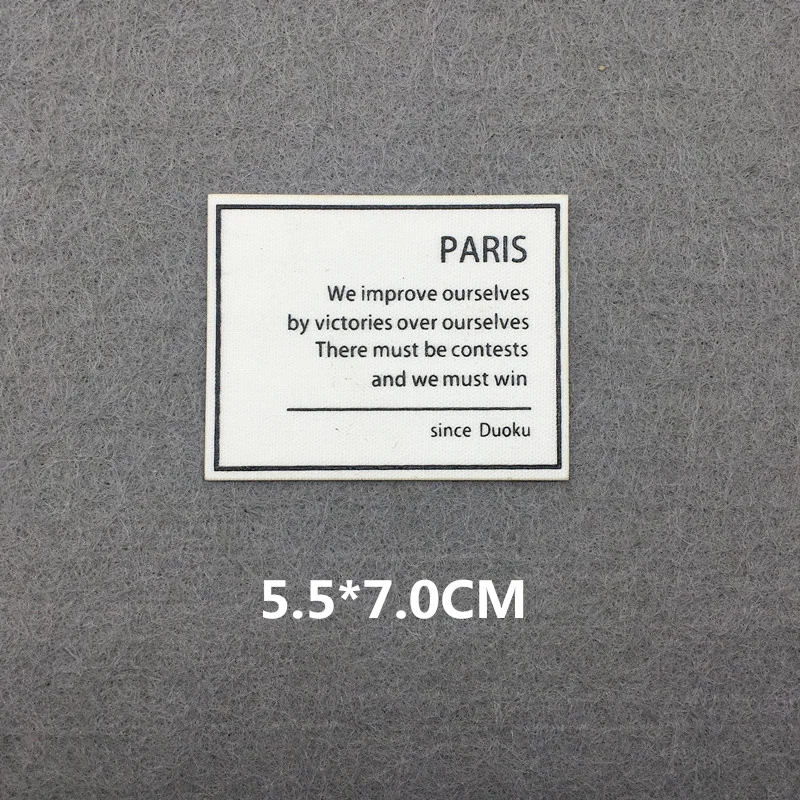 PARIS
We improve ourselves
by victories over ourselves
There must be contests
and we must win
since Duoku
5.5*7.0CM